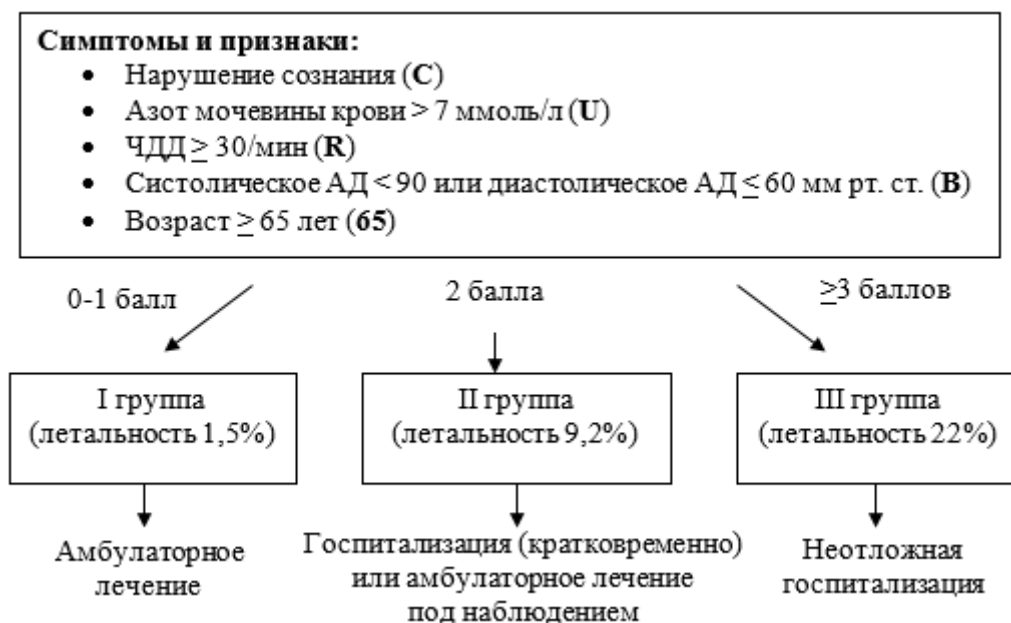 Симптомы и признаки:
• Нарушение сознания (C)
• Азот мочевины крови > 7 ммоль/л (U)
• ЧДД ≥ 30/мин (R)
• Систолическое АД < 90 или диастолическое АД ≤ 60 мм рт. ст. (B)
• Возраст ≥ 65 лет (65)
0-1 балл
2 балла
≥3 баллов
I группа
(летальность 1,5%)
II группа
(летальность 9,2%)
III группа
(летальность 22%)
Амбулаторное
лечение
Госпитализация (кратковременно)
или амбулаторное лечение
под наблюдением
Неотложная
госпитализация